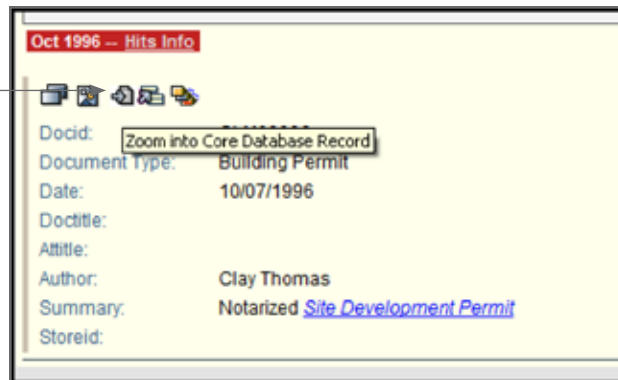 Oct 1996 -- Hits Info
Docid:
Zoom into Core Database Record
Document Type: Building Permit
Date: 10/07/1996
Doctitle:
Attitle:
Author: Clay Thomas
Summary: Notarized Site Development Permit
Storeid: